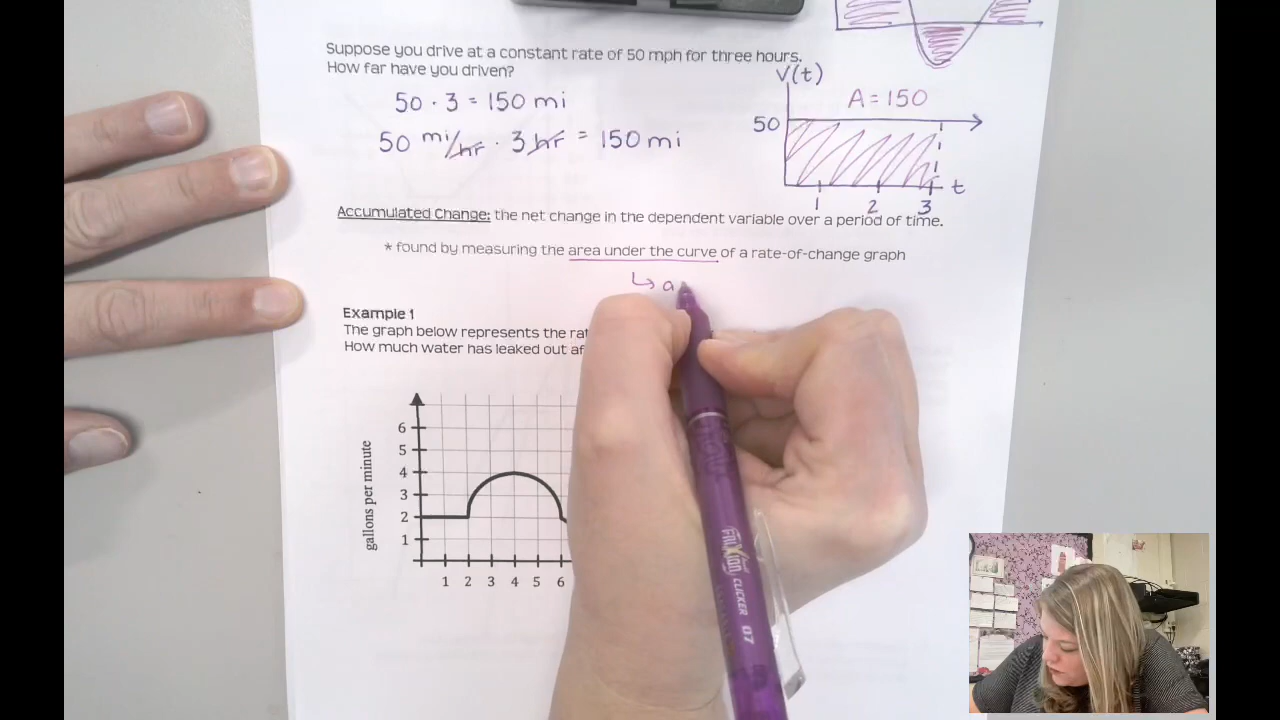 Suppose you drive at a constant rate of 50 mph for three hours.
How far have you driven?
50 · 3 = 150 mi
50 mi/hr · 3 hr = 150 mi
V(t)
A = 150
50
t
1 2 3
Accumulated Change: the net change in the dependent variable over a period of time.
* found by measuring the area under the curve of a rate-of-change graph
↳ a
Example 1
The graph below represents the
How much water has leaked out
gallons per minute
6
5
4
3
2
1
1 2 3 4 5 6
FRIXION CLICKER 07